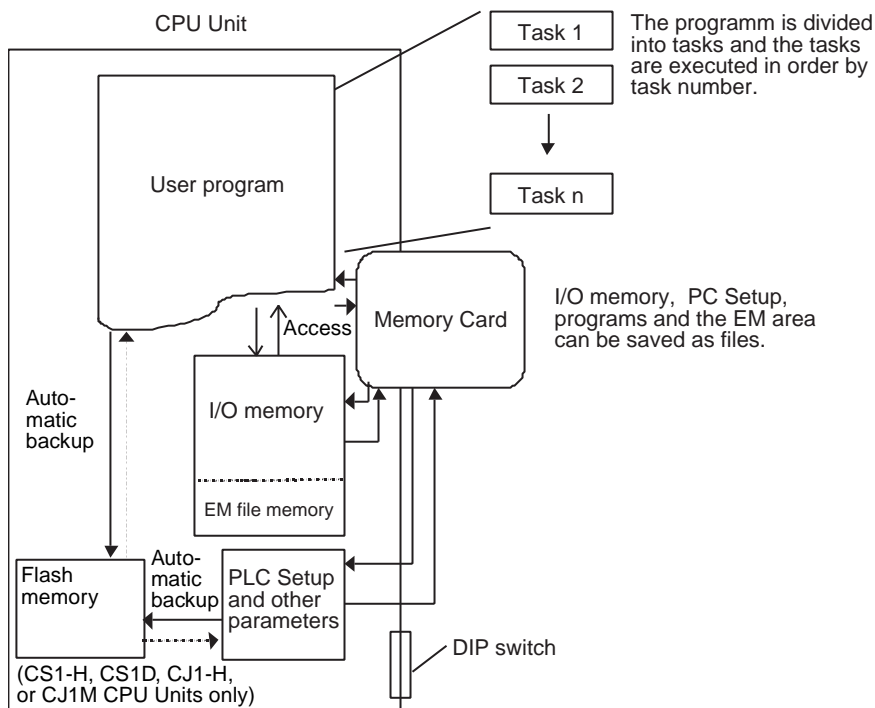 CPU Unit
Task 1
Task 2
Task n
The programm is divided
into tasks and the tasks
are executed in order by
task number.
User program
Memory Card
I/O memory, PC Setup,
programs and the EM area
can be saved as files.
Access
I/O memory
EM file memory
Auto-
matic
backup
Flash
memory
Auto-
matic
backup
PLC Setup
and other
parameters
DIP switch
(CS1-H, CS1D, CJ1-H,
or CJ1M CPU Units only)